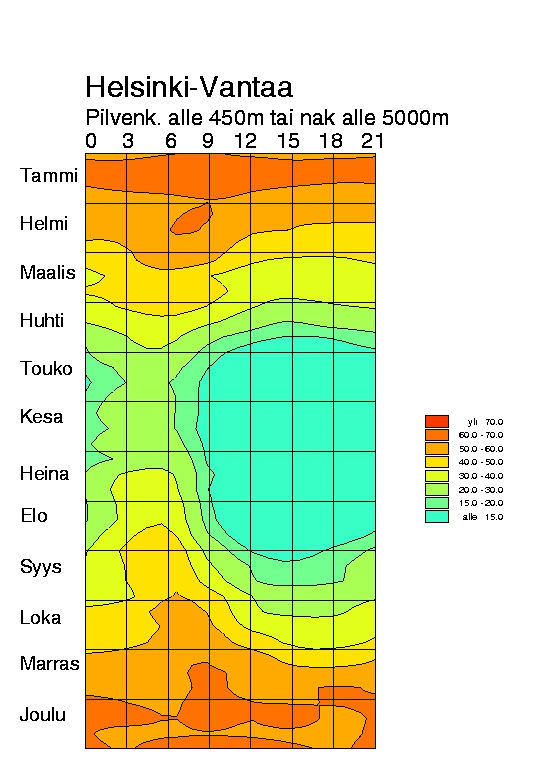 Helsinki-Vantaa
Pilvenk. alle 450m tai nak alle 5000m
0 3 6 9 12 15 18 21
Tammi
Helmi
Maalis
Huhti
Touko
Kesa
Heina
Elo
Syys
Loka
Marras
Joulu
yli 70.0
60.0 - 70.0
50.0 - 60.0
40.0 - 50.0
30.0 - 40.0
20.0 - 30.0
15.0 - 20.0
alle 15.0